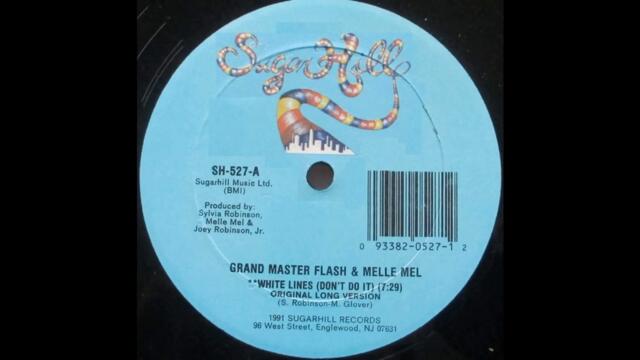 Sugar Hill
SH-527-A
Sugarhill Music Ltd.
(BMI)
Produced by:
Sylvia Robinson,
Melle Mel &
Joey Robinson, Jr.
0 93382-0527-1 2
GRAND MASTER FLASH & MELLE MEL
**WHITE LINES (DON'T DO IT) (7:29)
ORIGINAL LONG VERSION
(S. Robinson-M. Glover)
1991 SUGARHILL RECORDS
96 West Street, Englewood, NJ 07631